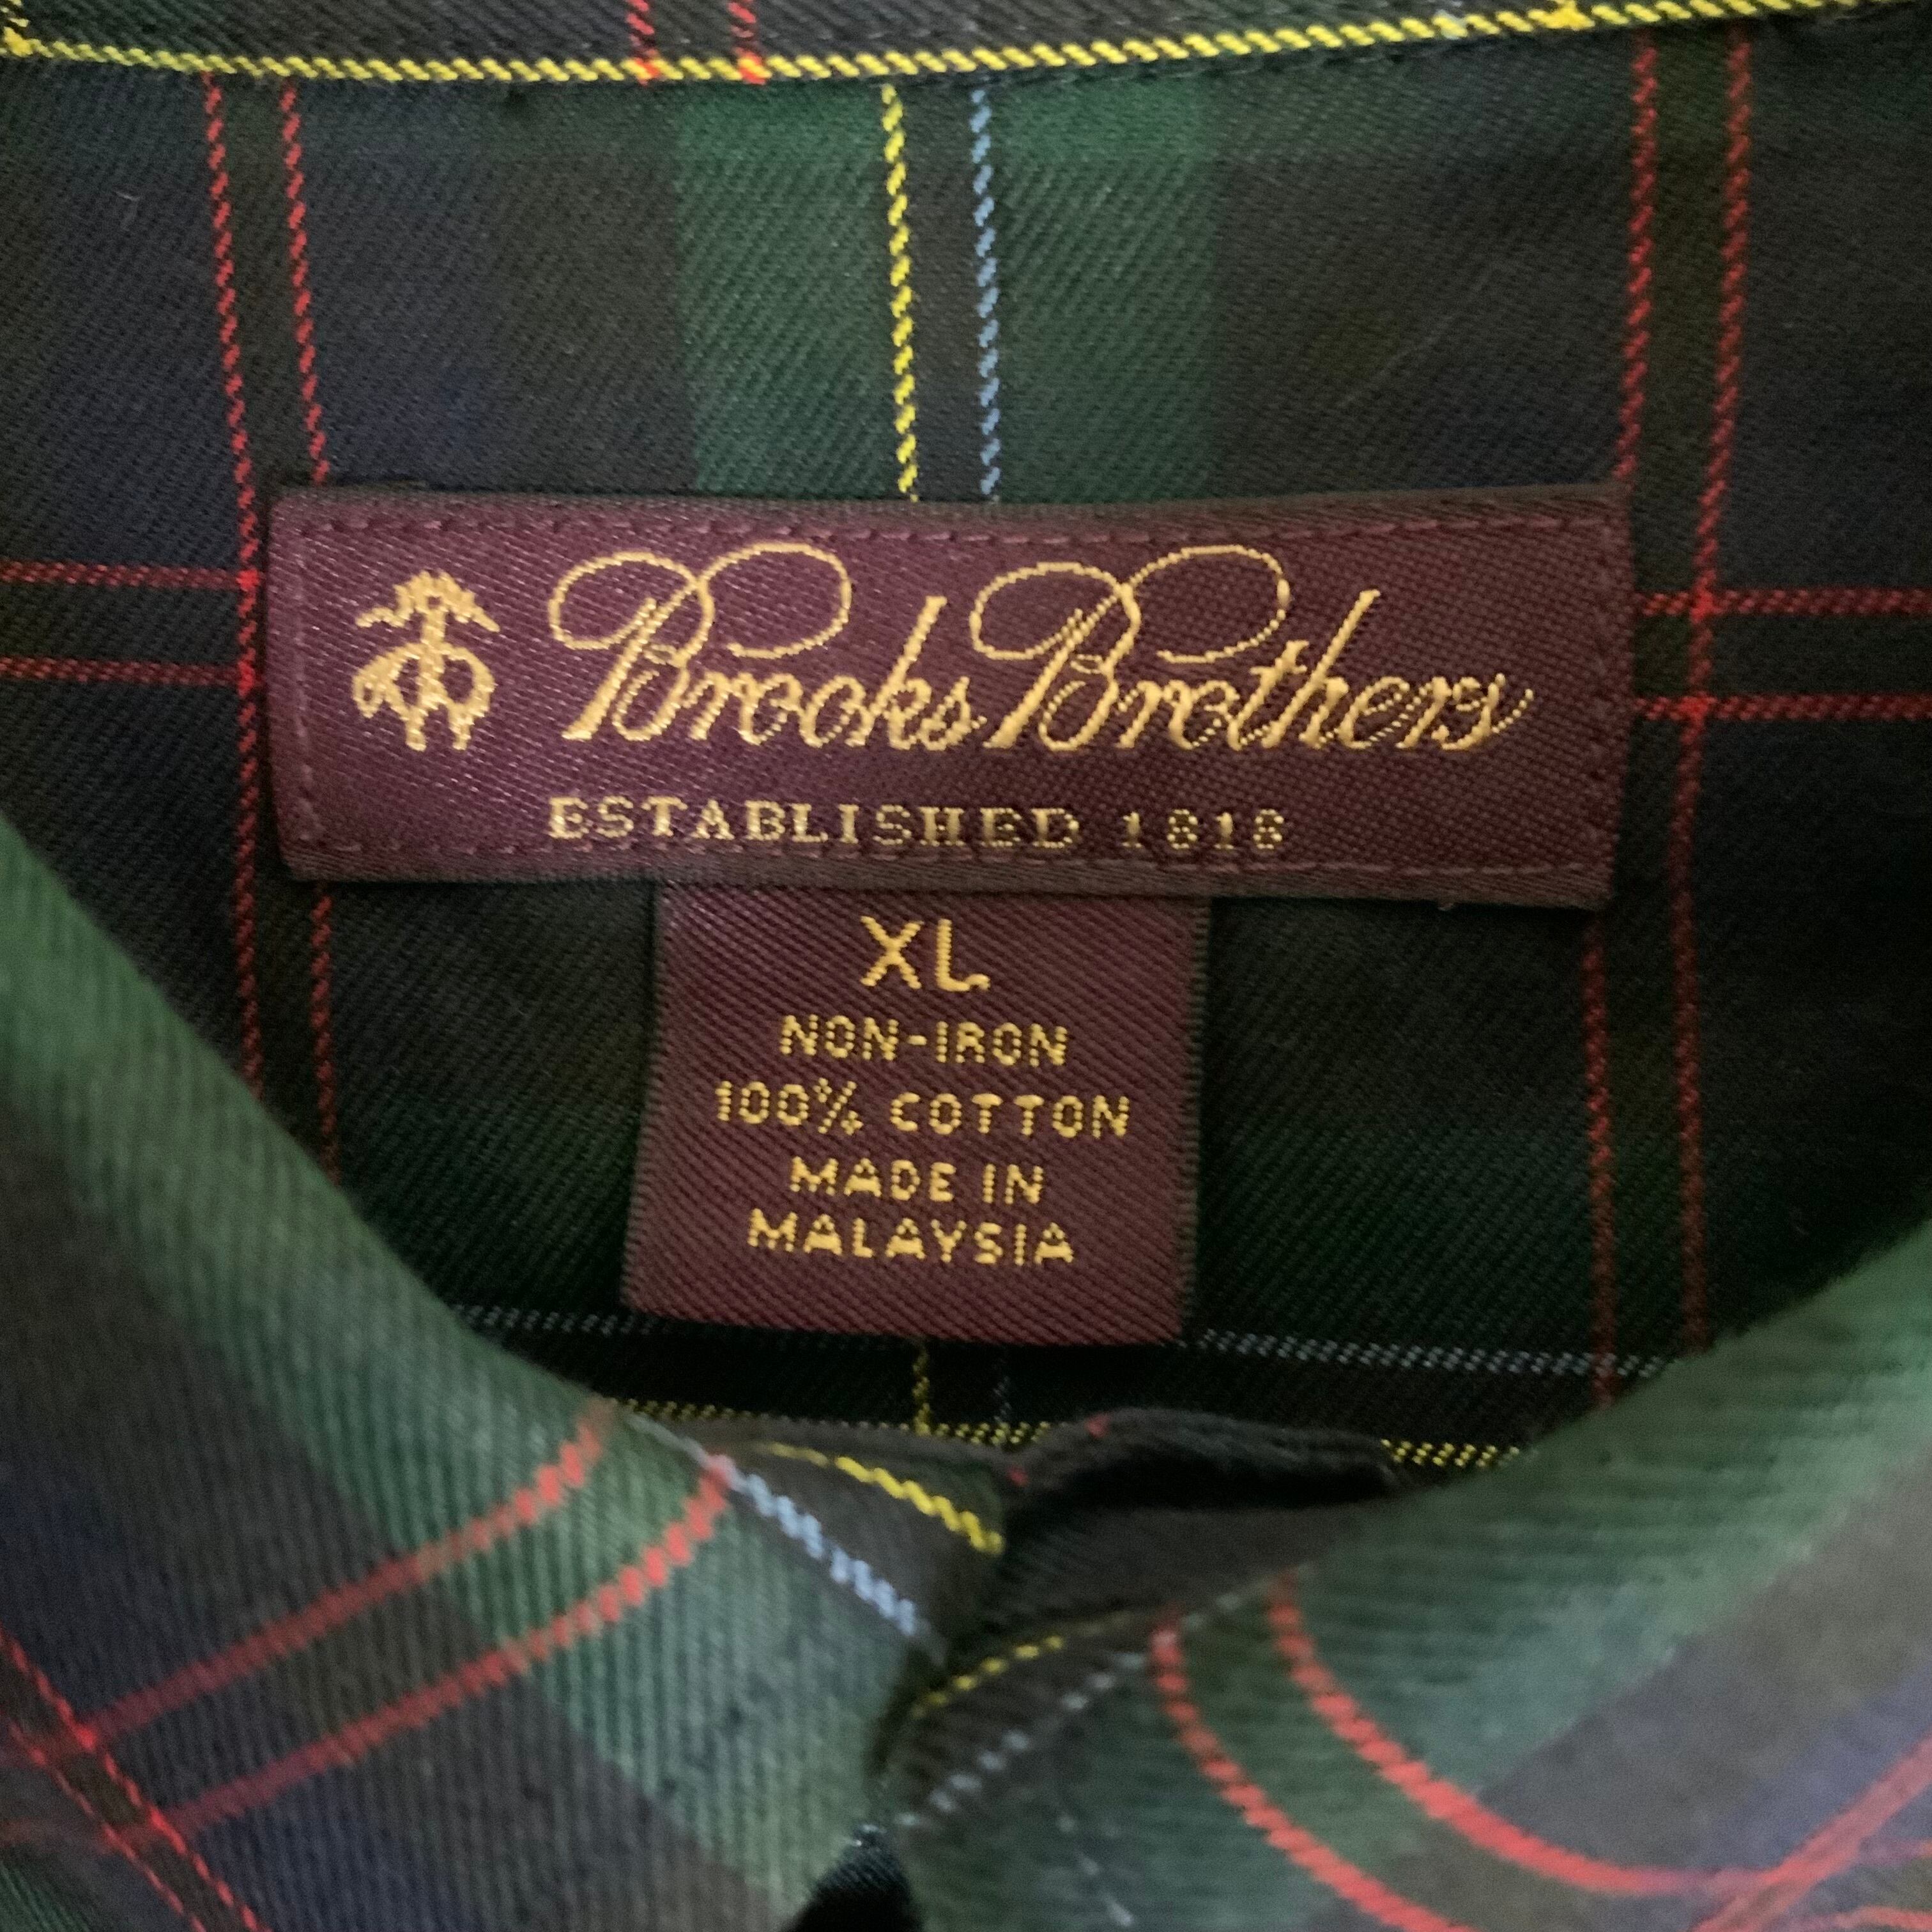 Brooks Brothers
ESTABLISHED 1818
XL
NON-IRON
100% COTTON
MADE IN
MALAYSIA